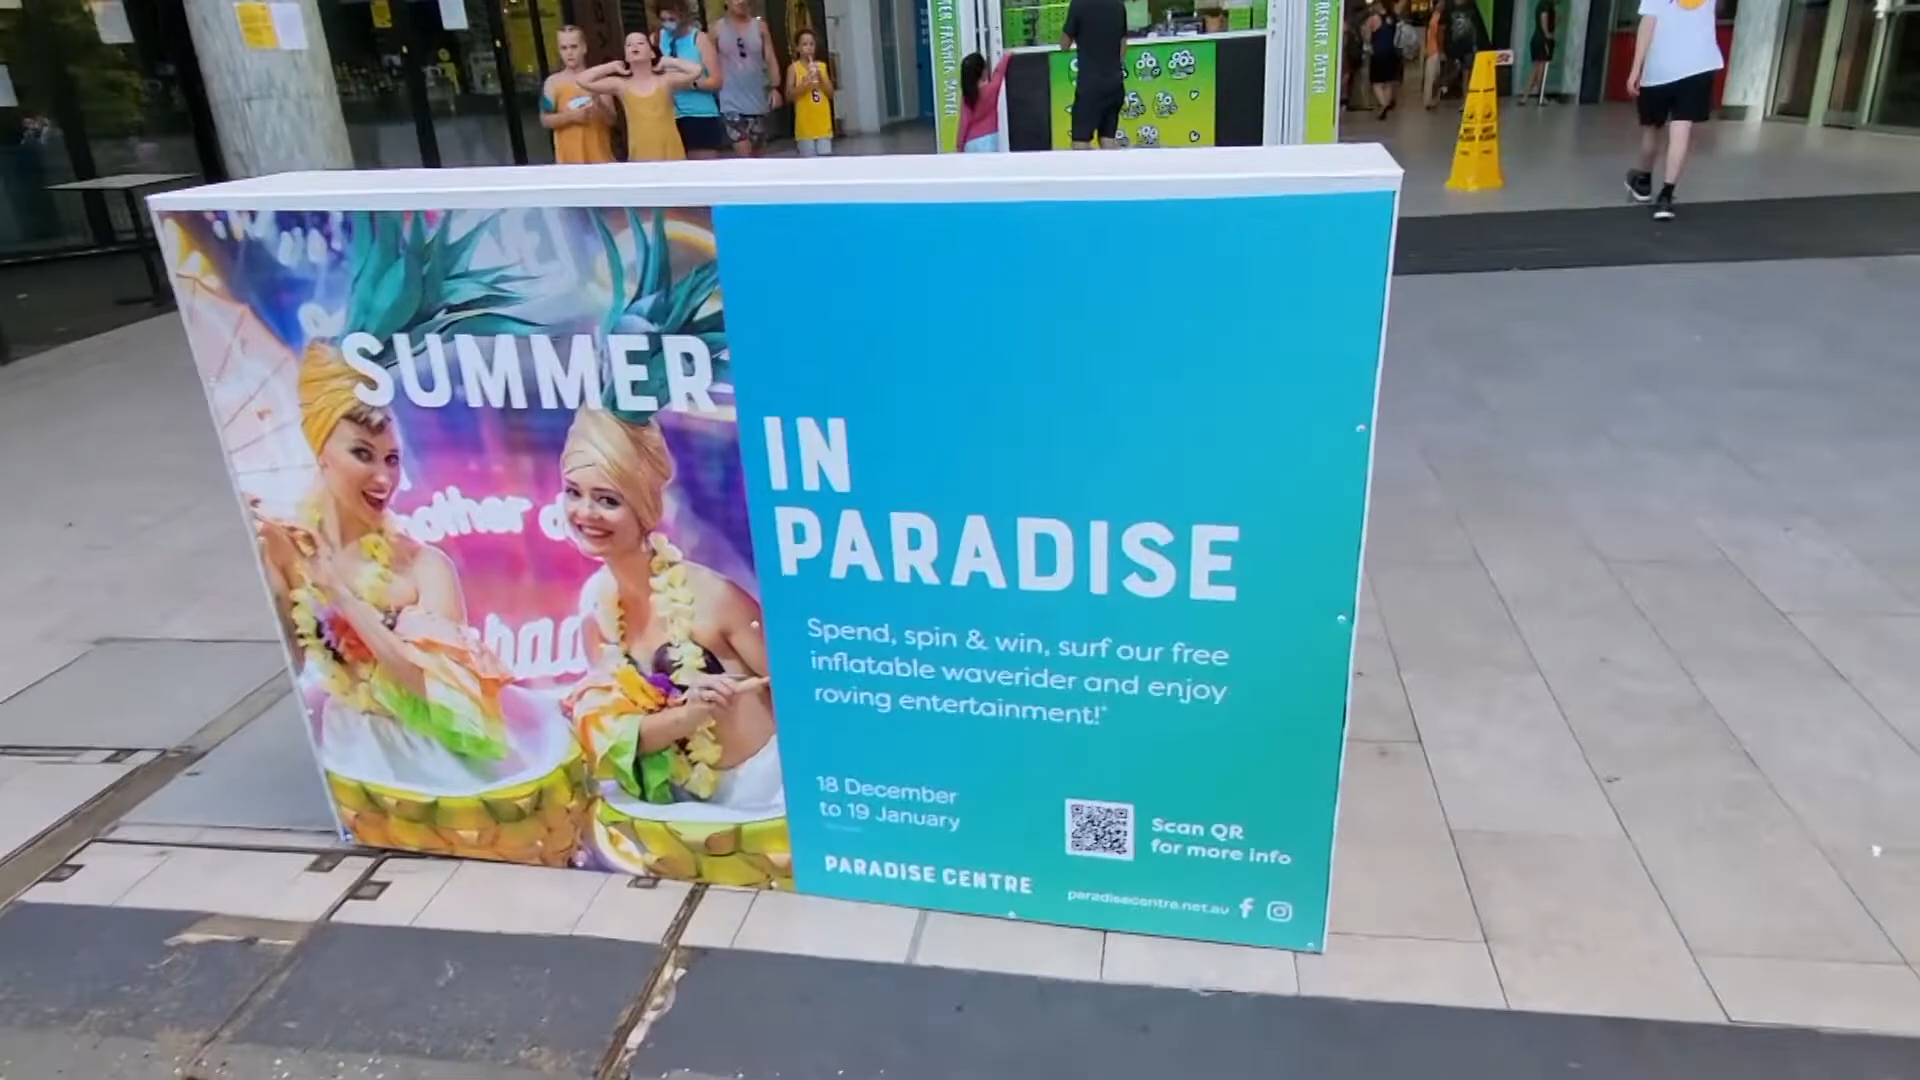 SUMMER
IN
PARADISE
Spend, spin & win, surf our free
inflatable waverider and enjoy
roving entertainment!*
18 December
to 19 January
Scan QR
for more info
PARADISE CENTRE
paradisecentre.net.au
other d